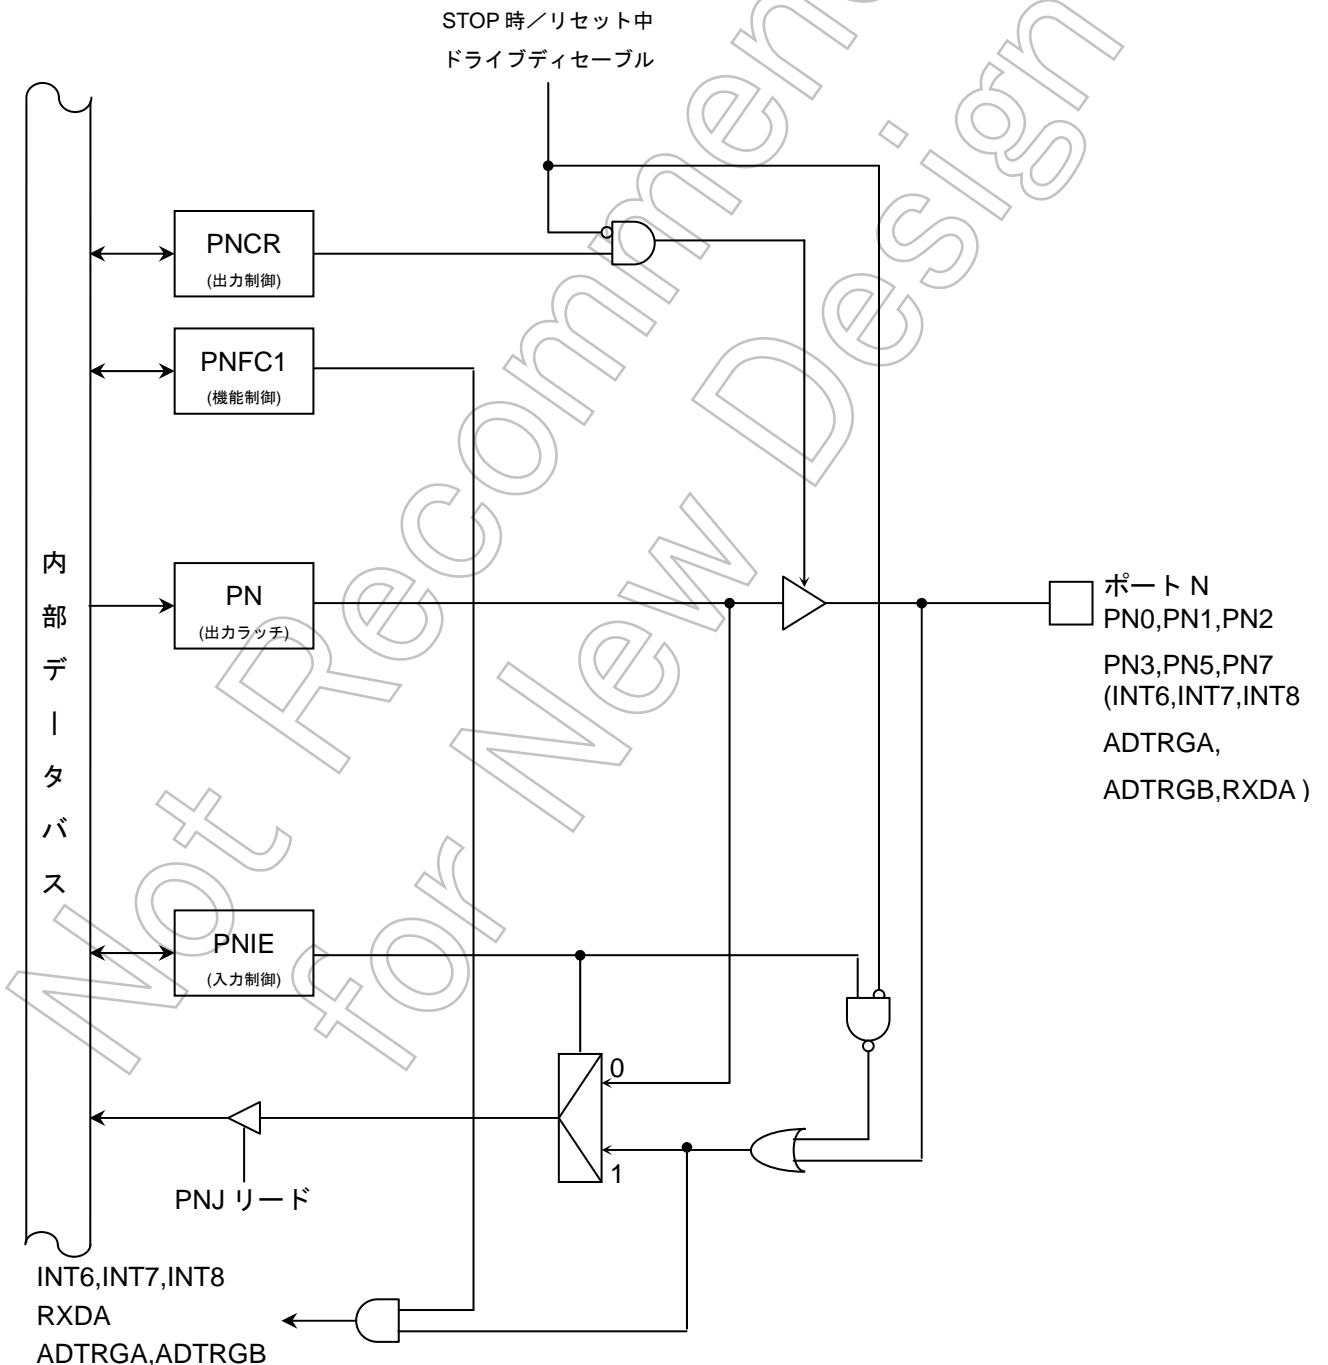 STOP 時／リセット中
ドライブディセーブル
PNCR
(出力制御)
PNFC1
(機能制御)
内部データバス
PN
(出力ラッチ)
ポート N
PN0,PN1,PN2
PN3,PN5,PN7
(INT6,INT7,INT8
ADTRGA,
ADTRGB,RXDA )
PNIE
(入力制御)
0
1
PNJ リード
INT6,INT7,INT8
RXDA
ADTRGA,ADTRGB
Not Recommen
for New Design